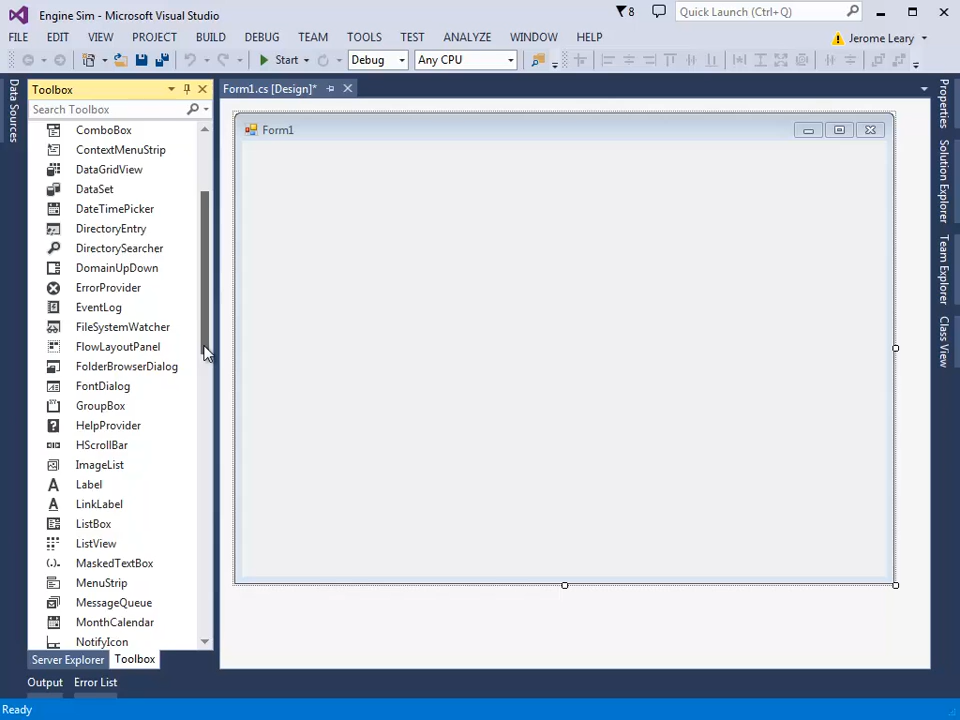 Engine Sim - Microsoft Visual Studio
8
Quick Launch (Ctrl+Q)
FILE EDIT VIEW PROJECT BUILD DEBUG TEAM TOOLS TEST ANALYZE WINDOW HELP
Jerome Leary
Start Debug Any CPU
Data Sources
Toolbox
Search Toolbox
ComboBox
ContextMenuStrip
DataGridView
DataSet
DateTimePicker
DirectoryEntry
DirectorySearcher
DomainUpDown
ErrorProvider
EventLog
FileSystemWatcher
FlowLayoutPanel
FolderBrowserDialog
FontDialog
GroupBox
HelpProvider
HScrollBar
ImageList
Label
LinkLabel
ListBox
ListView
MaskedTextBox
MenuStrip
MessageQueue
MonthCalendar
NotifyIcon
Server Explorer Toolbox
Form1.cs [Design]*
Form1
Properties
Solution Explorer
Team Explorer
Class View
Output Error List
Ready